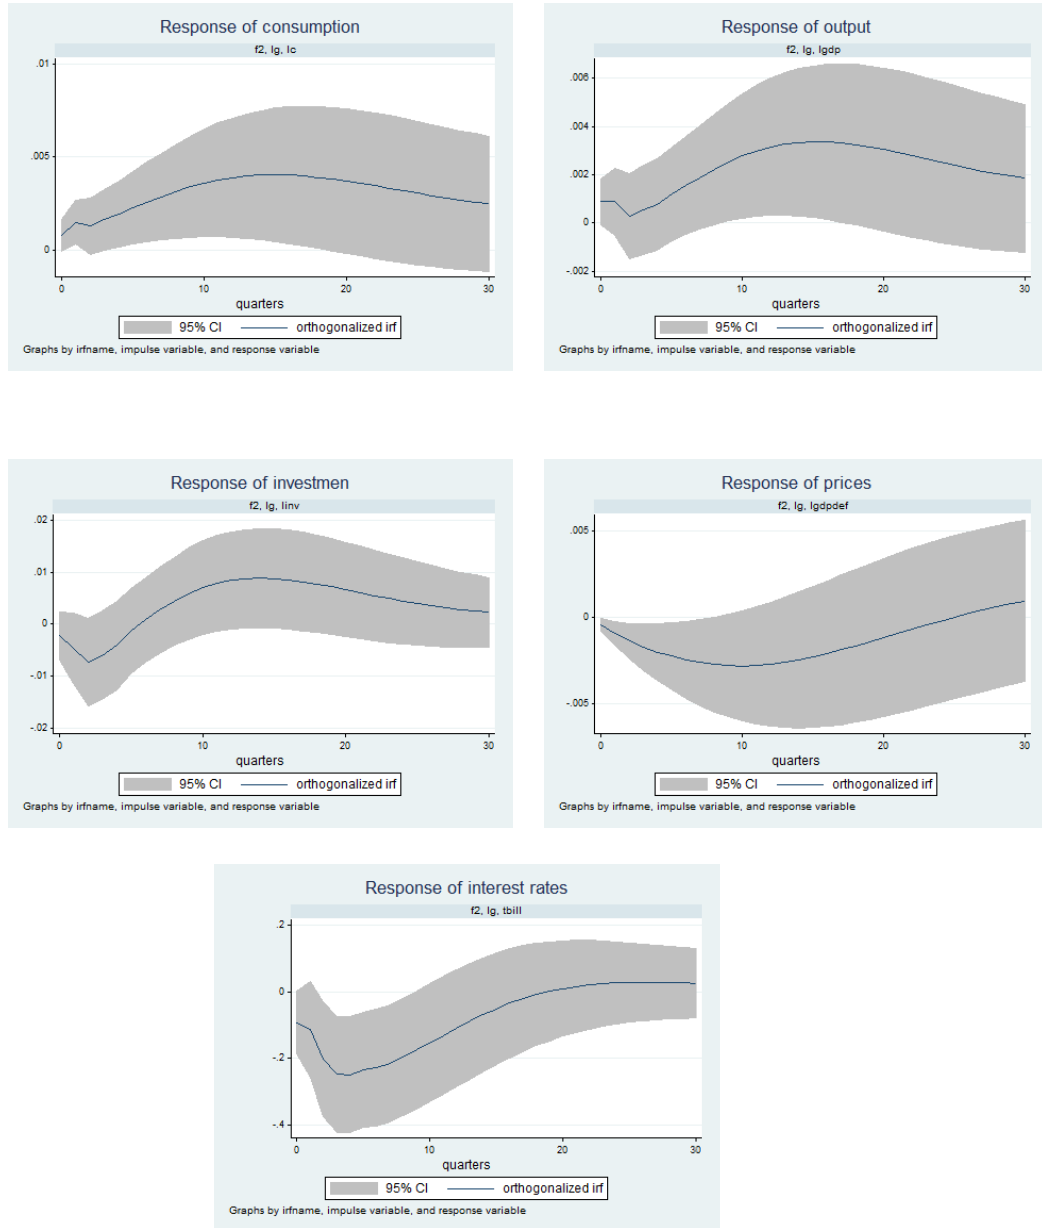 Response of consumption
f2, lg, lc
.01
.005
0
0 10 20 30
quarters
95% CI orthogonalized irf
Graphs by irfname, impulse variable, and response variable
Response of output
f2, lg, lgdp
.006
.004
.002
0
-.002
0 10 20 30
quarters
95% CI orthogonalized irf
Graphs by irfname, impulse variable, and response variable
Response of investmen
f2, lg, linv
.02
.01
0
-.01
-.02
0 10 20 30
quarters
95% CI orthogonalized irf
Graphs by irfname, impulse variable, and response variable
Response of prices
f2, lg, lgdpdef
.005
0
-.005
0 10 20 30
quarters
95% CI orthogonalized irf
Graphs by irfname, impulse variable, and response variable
Response of interest rates
f2, lg, tbill
.2
0
-.2
-.4
0 10 20 30
quarters
95% CI orthogonalized irf
Graphs by irfname, impulse variable, and response variable